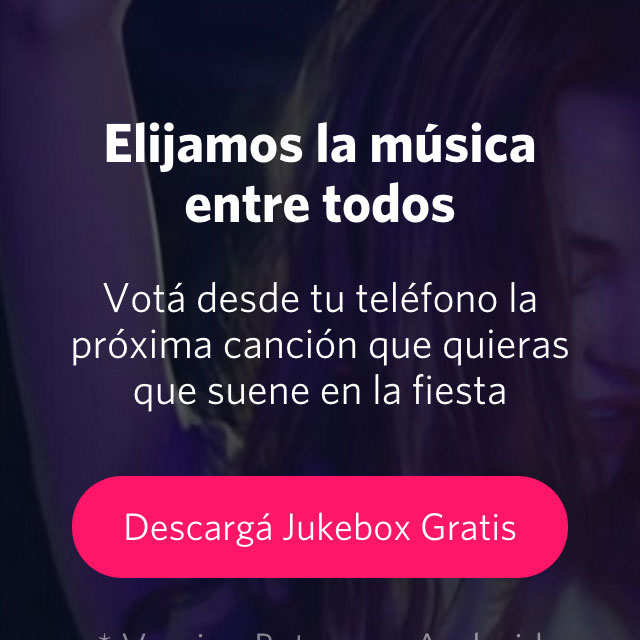 Elijamos la música
entre todos
Votá desde tu teléfono la
próxima canción que quieras
que suene en la fiesta
Descargá Jukebox Gratis